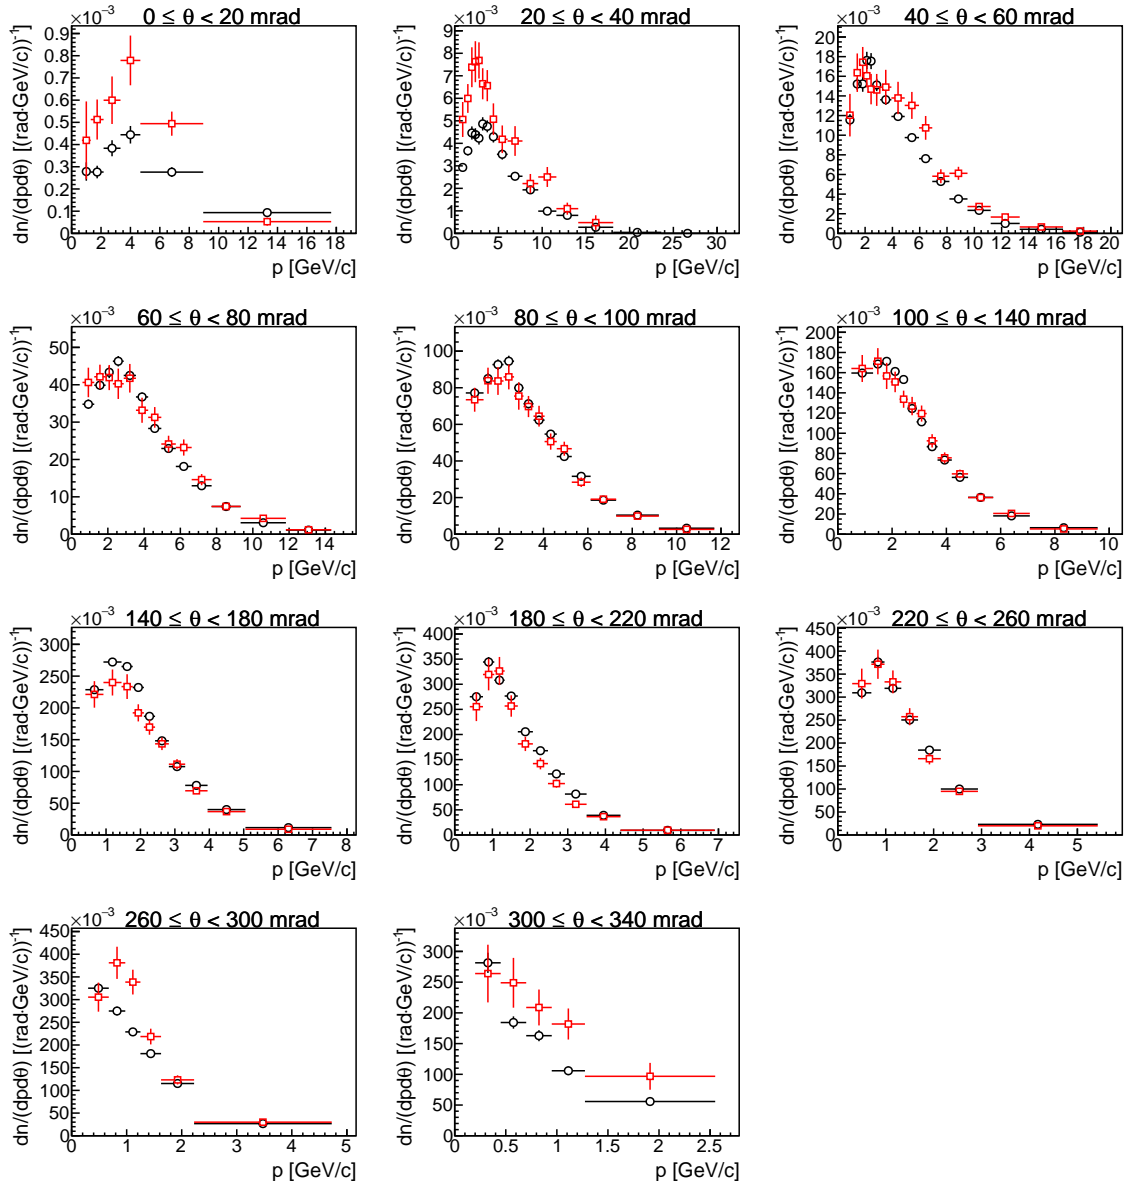 ×10⁻³ 0 ≤ θ < 20 mrad
dn/(dpdθ) [(rad·GeV/c))⁻¹]
0.9
0.8
0.7
0.6
0.5
0.4
0.3
0.2
0.1
0
0 2 4 6 8 10 12 14 16 18
p [GeV/c]
×10⁻³ 20 ≤ θ < 40 mrad
dn/(dpdθ) [(rad·GeV/c))⁻¹]
9
8
7
6
5
4
3
2
1
0
0 5 10 15 20 25 30
p [GeV/c]
×10⁻³ 40 ≤ θ < 60 mrad
dn/(dpdθ) [(rad·GeV/c))⁻¹]
20
18
16
14
12
10
8
6
4
2
0
0 2 4 6 8 10 12 14 16 18 20
p [GeV/c]
×10⁻³ 60 ≤ θ < 80 mrad
dn/(dpdθ) [(rad·GeV/c))⁻¹]
50
40
30
20
10
0
0 2 4 6 8 10 12 14
p [GeV/c]
×10⁻³ 80 ≤ θ < 100 mrad
dn/(dpdθ) [(rad·GeV/c))⁻¹]
100
80
60
40
20
0
0 2 4 6 8 10 12
p [GeV/c]
×10⁻³ 100 ≤ θ < 140 mrad
dn/(dpdθ) [(rad·GeV/c))⁻¹]
200
180
160
140
120
100
80
60
40
20
0
0 2 4 6 8 10
p [GeV/c]
×10⁻³ 140 ≤ θ < 180 mrad
dn/(dpdθ) [(rad·GeV/c))⁻¹]
300
250
200
150
100
50
0
0 1 2 3 4 5 6 7 8
p [GeV/c]
×10⁻³ 180 ≤ θ < 220 mrad
dn/(dpdθ) [(rad·GeV/c))⁻¹]
400
350
300
250
200
150
100
50
0
0 1 2 3 4 5 6 7
p [GeV/c]
×10⁻³ 220 ≤ θ < 260 mrad
dn/(dpdθ) [(rad·GeV/c))⁻¹]
450
400
350
300
250
200
150
100
50
0
0 1 2 3 4 5
p [GeV/c]
×10⁻³ 260 ≤ θ < 300 mrad
dn/(dpdθ) [(rad·GeV/c))⁻¹]
450
400
350
300
250
200
150
100
50
0
0 1 2 3 4 5
p [GeV/c]
×10⁻³ 300 ≤ θ < 340 mrad
dn/(dpdθ) [(rad·GeV/c))⁻¹]
300
250
200
150
100
50
0
0 0.5 1 1.5 2 2.5
p [GeV/c]